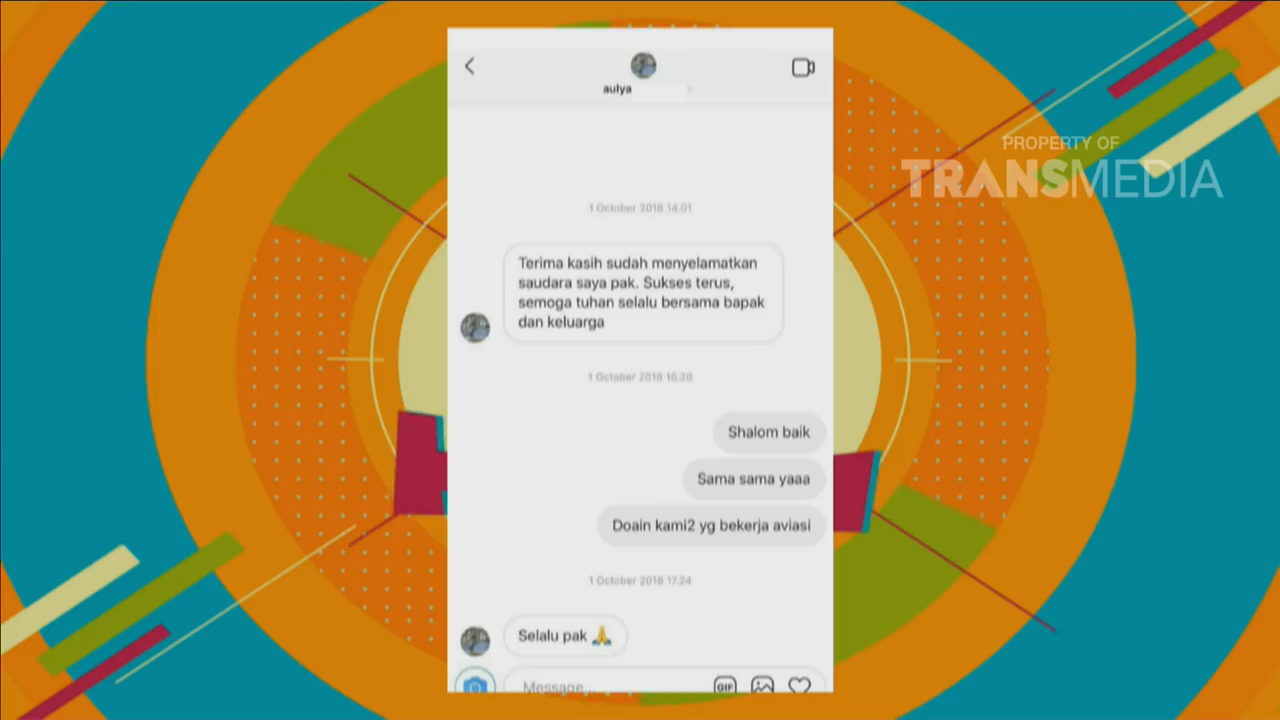 aulya
PROPERTY OF
TRANSMEDIA
1 October 2018 14.01
Terima kasih sudah menyelamatkan
saudara saya pak. Sukses terus,
semoga tuhan selalu bersama bapak
dan keluarga
1 October 2018 16.20
Shalom baik
Sama sama yaaa
Doain kami2 yg bekerja aviasi
1 October 2018 17.24
Selalu pak 🙏
Message...
GIF